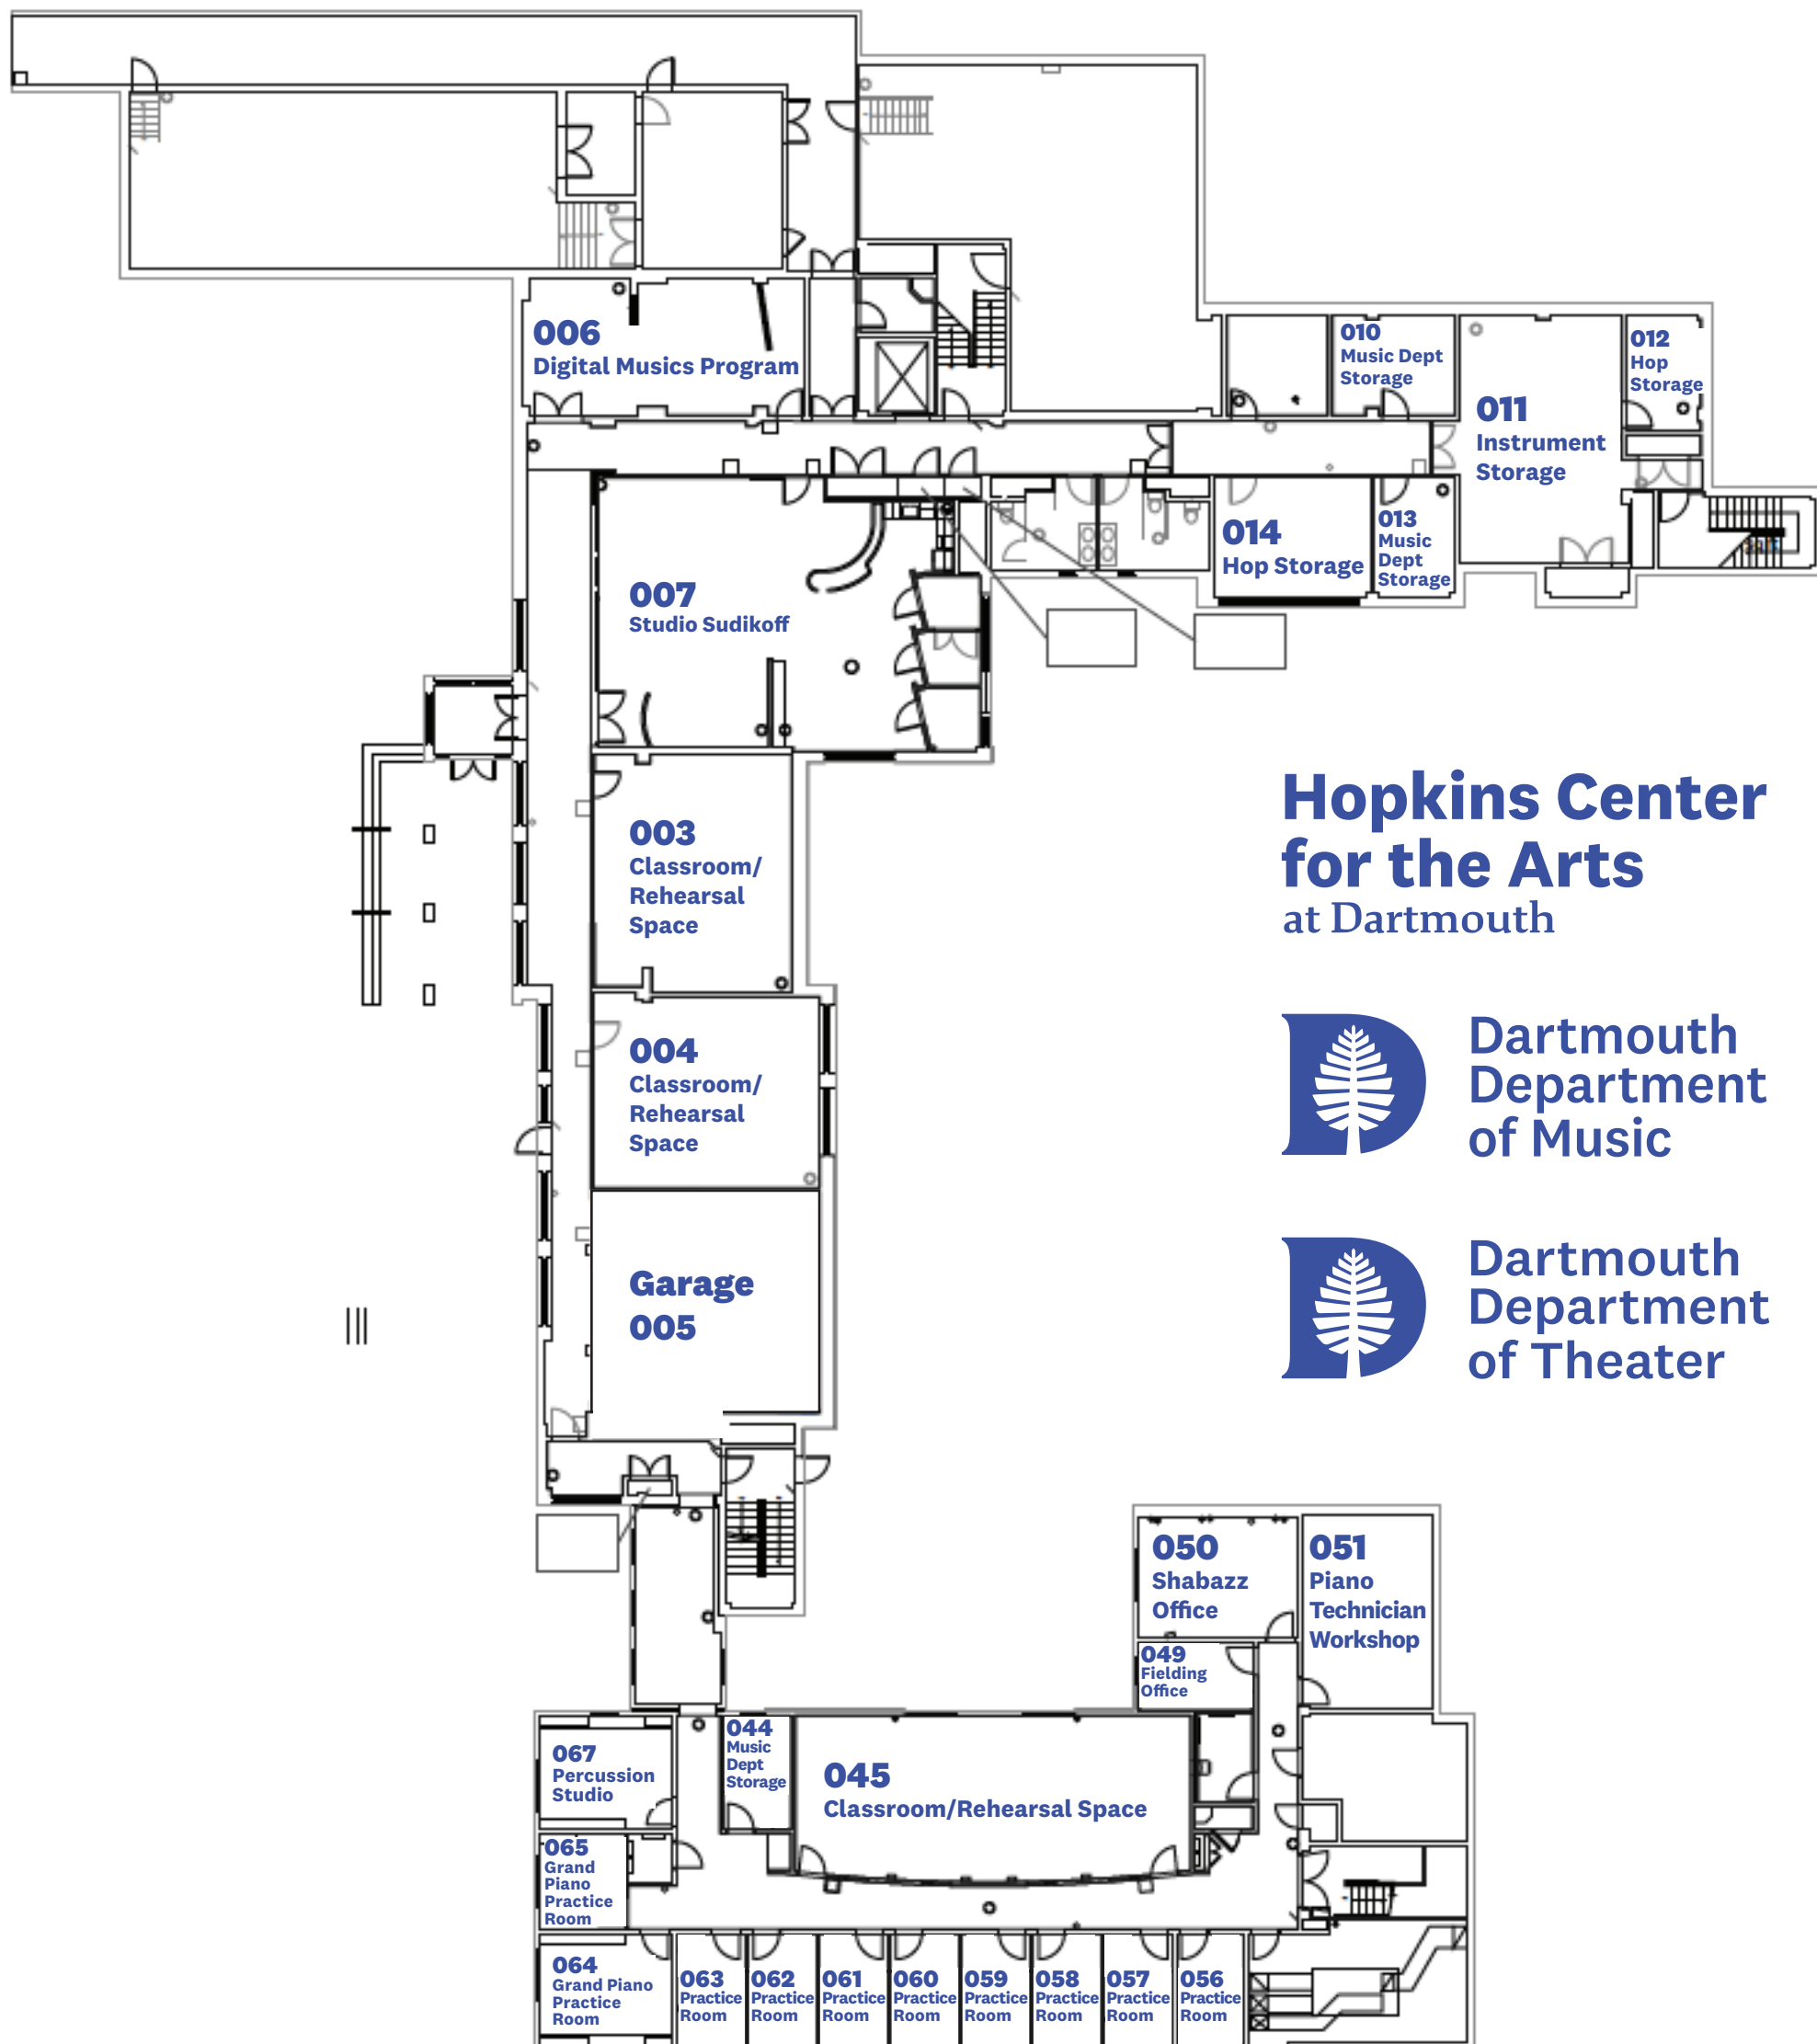 006
Digital Musics Program
010
Music Dept
Storage
012
Hop
Storage
011
Instrument
Storage
014
Hop Storage
013
Music
Dept
Storage
007
Studio Sudikoff
003
Classroom/
Rehearsal
Space
004
Classroom/
Rehearsal
Space
Garage
005
Hopkins Center
for the Arts
at Dartmouth
Dartmouth
Department
of Music
Dartmouth
Department
of Theater
050
Shabazz
Office
051
Piano
Technician
Workshop
049
Fielding
Office
067
Percussion
Studio
044
Music
Dept
Storage
045
Classroom/Rehearsal Space
065
Grand
Piano
Practice
Room
064
Grand Piano
Practice
Room
063
Practice
Room
062
Practice
Room
061
Practice
Room
060
Practice
Room
059
Practice
Room
058
Practice
Room
057
Practice
Room
056
Practice
Room